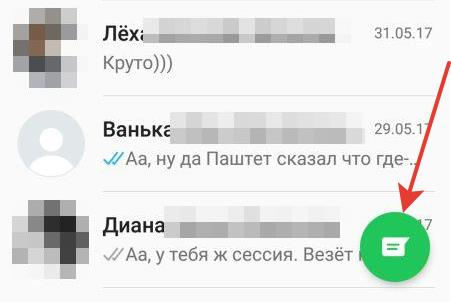 Лёха
31.05.17
Круто)))
Ванька
29.05.17
Аа, ну да Паштет сказал что где-..
Диана
17
Аа, у тебя ж сессия. Везёт